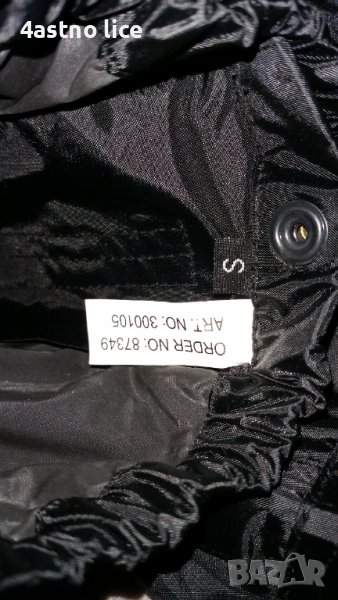 4astno lice
S
ORDER NO: 87349
ART. NO: 300105
BAZAR